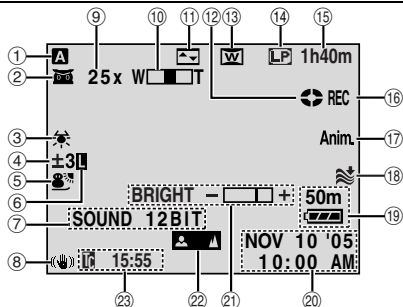 ⑨ ⑩ ⑪ ⑫ ⑬ ⑭ ⑮
① A W LP 1h40m
② 25x W T
REC ⑯
③ Anim. ⑰
④ ±3 L
⑤ ⑱
⑥ BRIGHT – + 50m
⑦ SOUND 12BIT ⑲
NOV 10 '05
⑧ 15:55 10:00 AM
㉓ ㉒ ㉑ ⑳